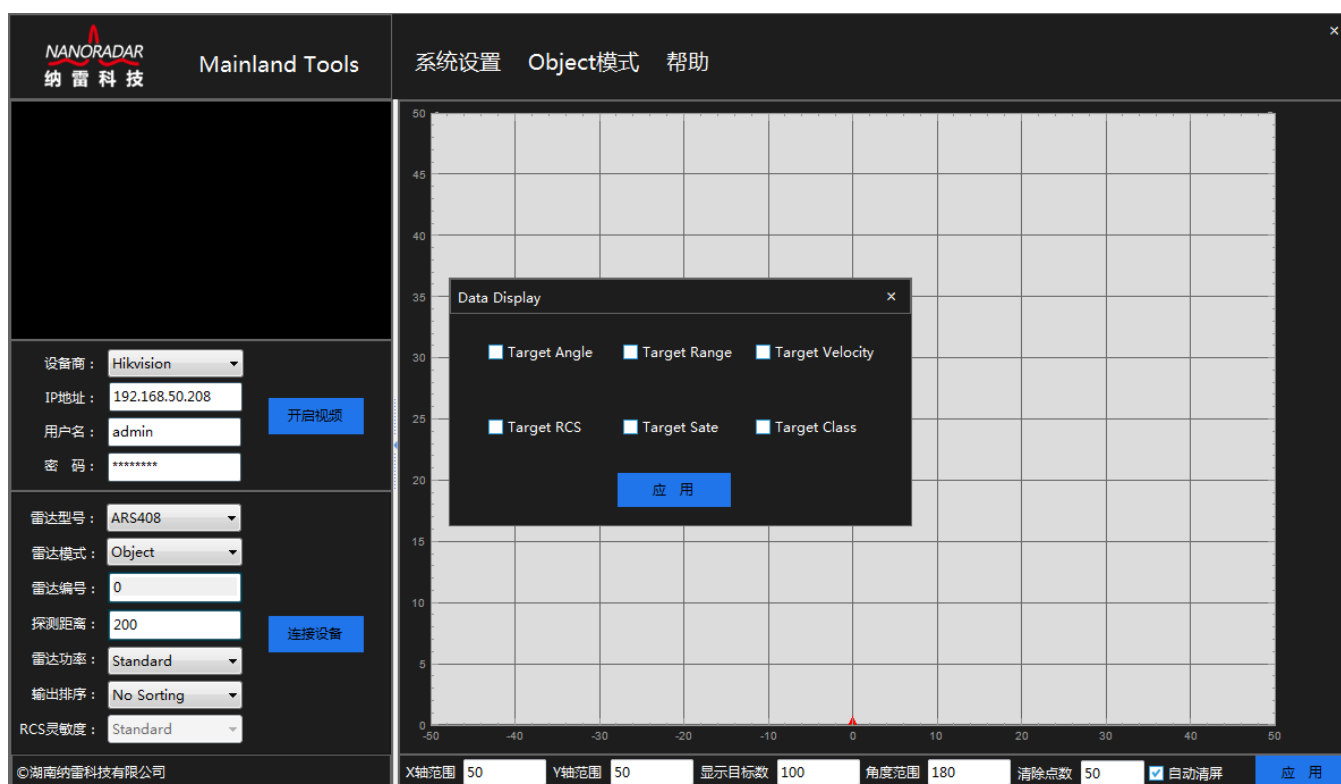 NANORADAR
纳雷科技
Mainland Tools
系统设置 Object模式 帮助
×
设备商： Hikvision
IP地址： 192.168.50.208
用户名： admin
密 码： ********
开启视频
雷达型号： ARS408
雷达模式： Object
雷达编号： 0
探测距离： 200
雷达功率： Standard
输出排序： No Sorting
RCS灵敏度： Standard
连接设备
©湖南纳雷科技有限公司
50
45
40
35
30
25
20
15
10
5
0
-50 -40 -30 -20 -10 0 10 20 30 40 50
Data Display ×
Target Angle Target Range Target Velocity
Target RCS Target Sate Target Class
应 用
X轴范围 50 Y轴范围 50 显示目标数 100 角度范围 180 清除点数 50 自动清屏 应 用